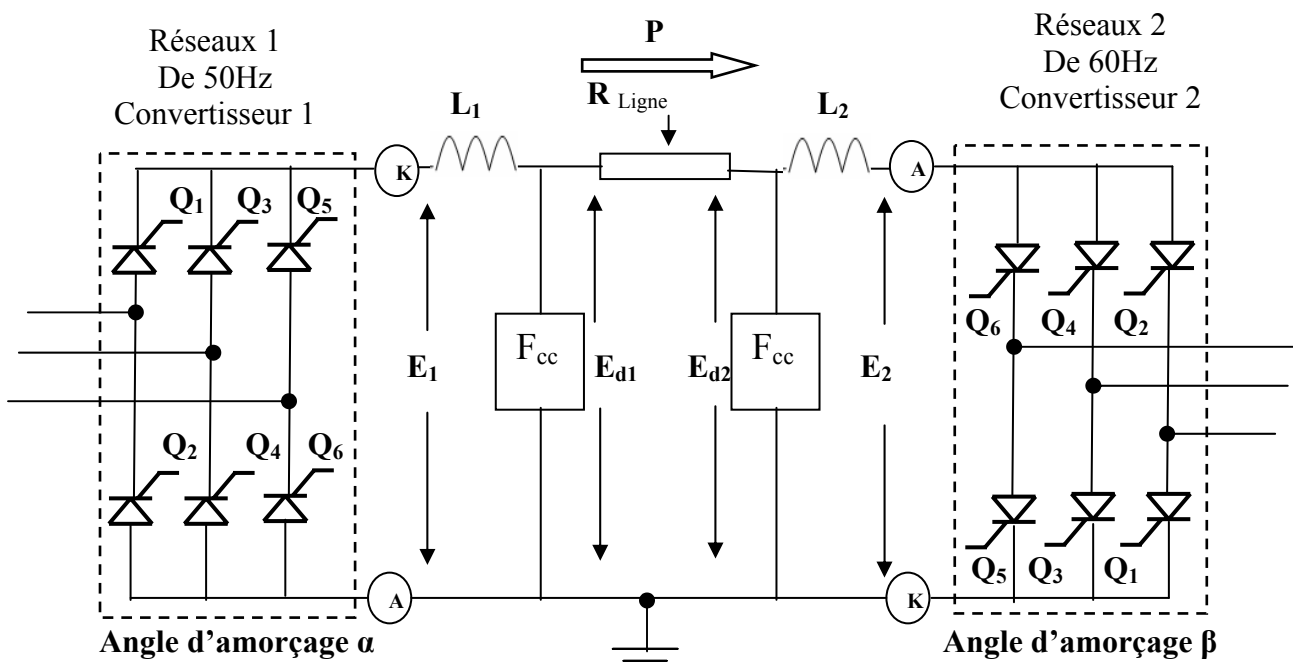 Réseaux 1
De 50Hz
Convertisseur 1
P
R Ligne
Réseaux 2
De 60Hz
Convertisseur 2
L1
L2
K
A
Q1
Q3
Q5
Q6
Q4
Q2
E1
Fcc
Ed1
Ed2
Fcc
E2
Q2
Q4
Q6
Q5
Q3
Q1
A
K
Angle d’amorçage α
Angle d’amorçage β